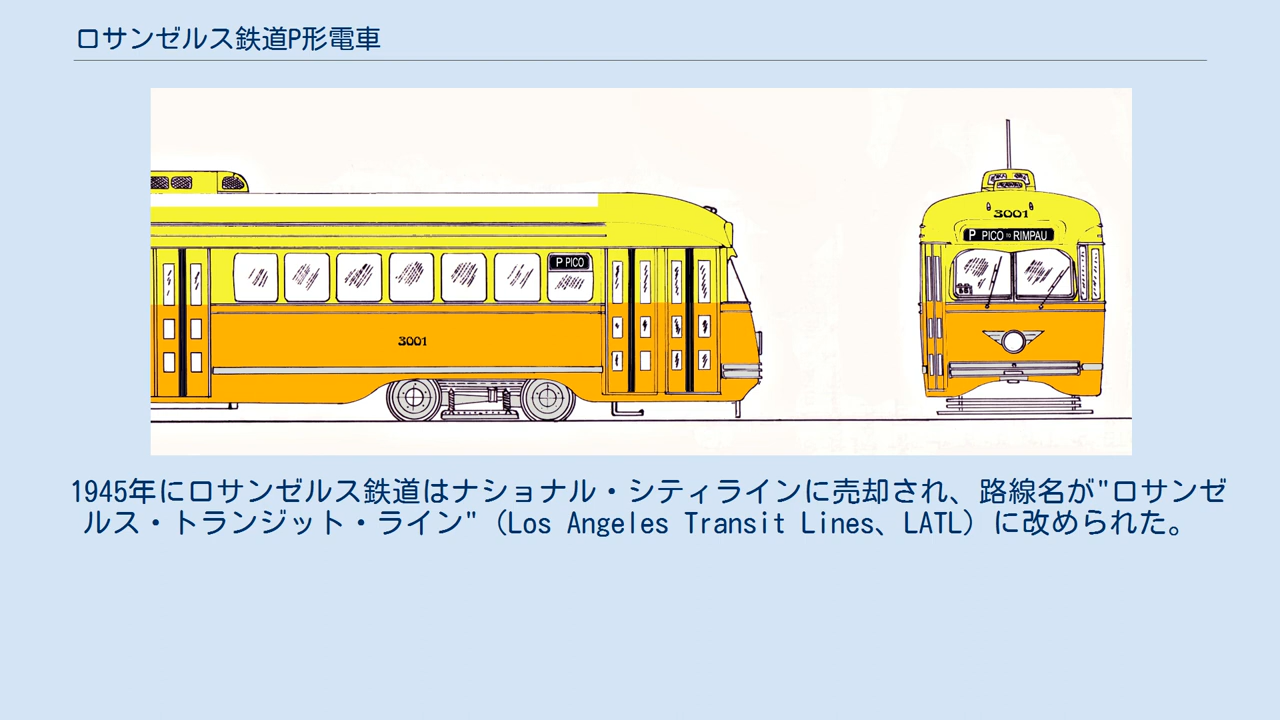 ロサンゼルス鉄道P形電車
3001
P PICO TO RIMPAU
P PICO
3001
1945年にロサンゼルス鉄道はナショナル・シティラインに売却され、路線名が"ロサンゼ
ルス・トランジット・ライン" (Los Angeles Transit Lines、LATL) に改められた。